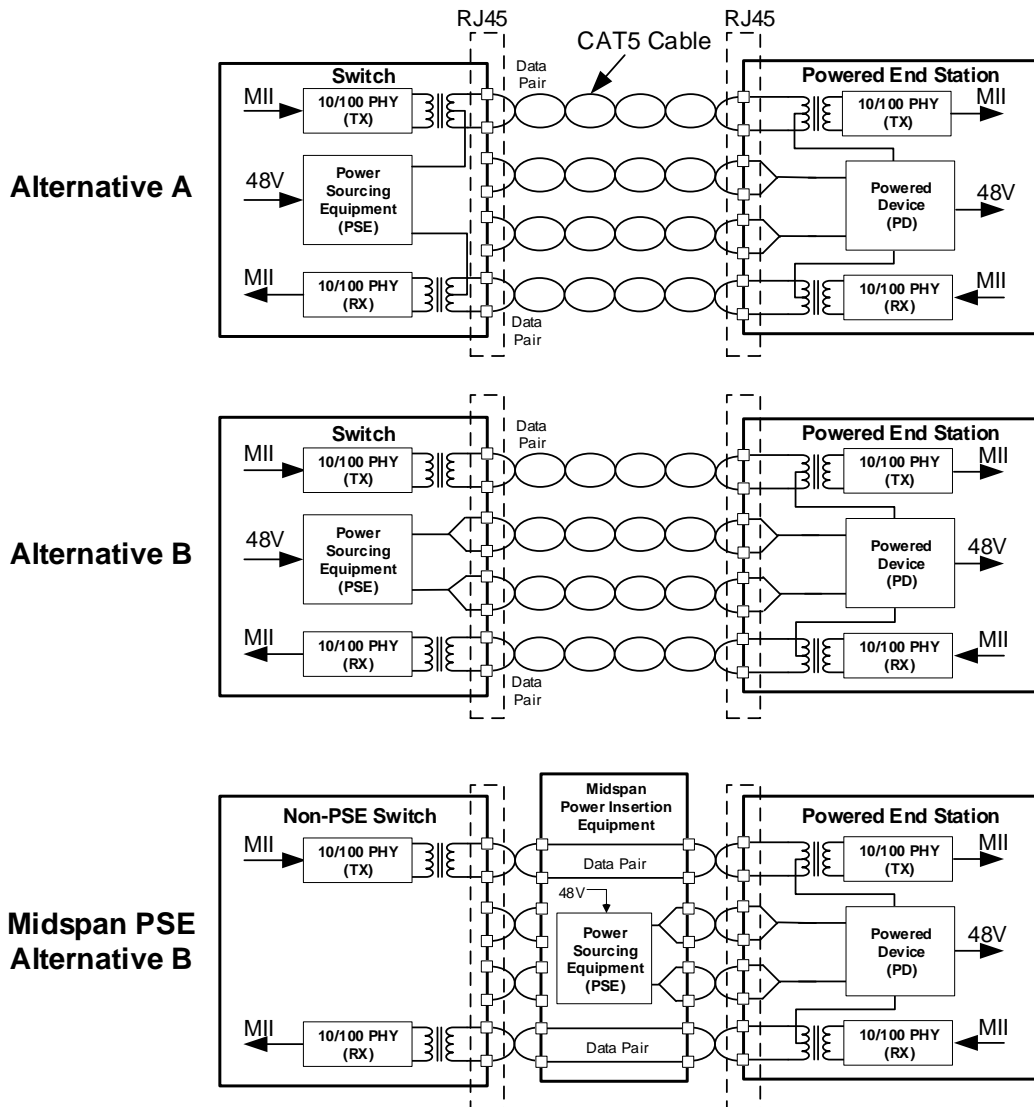 RJ45
RJ45
CAT5 Cable
Alternative A
Switch
MII
10/100 PHY
(TX)
48V
Power
Sourcing
Equipment
(PSE)
MII
10/100 PHY
(RX)
Data
Pair
Data
Pair
Powered End Station
10/100 PHY
(TX)
MII
Powered
Device
(PD)
48V
10/100 PHY
(RX)
MII
Alternative B
Switch
MII
10/100 PHY
(TX)
48V
Power
Sourcing
Equipment
(PSE)
MII
10/100 PHY
(RX)
Data
Pair
Data
Pair
Powered End Station
10/100 PHY
(TX)
MII
Powered
Device
(PD)
48V
10/100 PHY
(RX)
MII
Midspan PSE
Alternative B
Non-PSE Switch
MII
10/100 PHY
(TX)
MII
10/100 PHY
(RX)
Midspan
Power Insertion
Equipment
Data Pair
48V
Power
Sourcing
Equipment
(PSE)
Data Pair
Powered End Station
10/100 PHY
(TX)
MII
Powered
Device
(PD)
48V
10/100 PHY
(RX)
MII